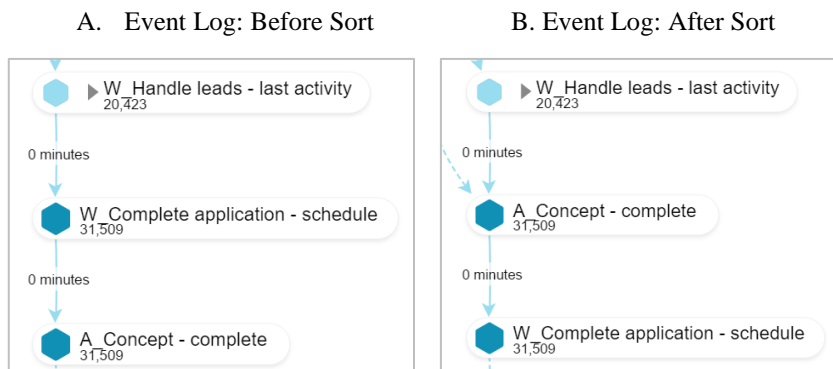 A. Event Log: Before Sort
W_Handle leads - last activity
20,423
0 minutes
W_Complete application - schedule
31,509
0 minutes
A_Concept - complete
31,509
B. Event Log: After Sort
W_Handle leads - last activity
20,423
0 minutes
A_Concept - complete
31,509
0 minutes
W_Complete application - schedule
31,509